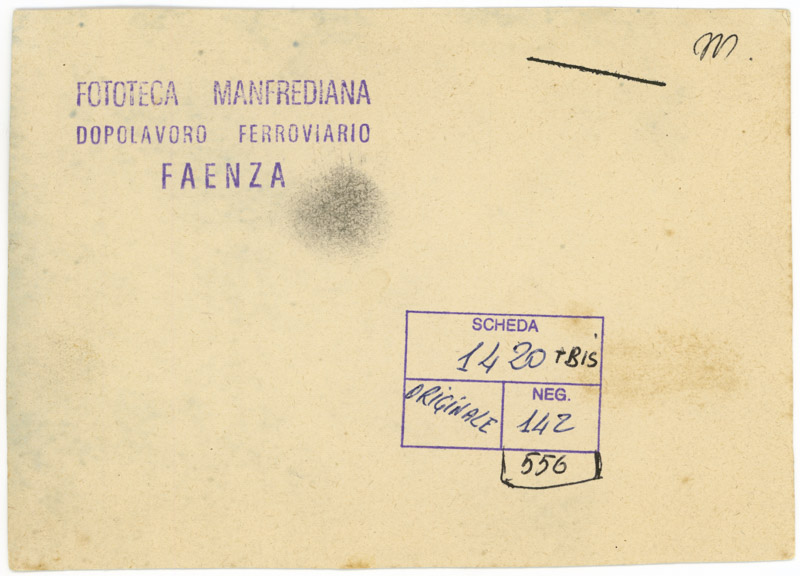 m.
FOTOTECA MANFREDIANA
DOPOLAVORO FERROVIARIO
FAENZA
SCHEDA
1420 + BIS
ORIGINALE
NEG.
142
556